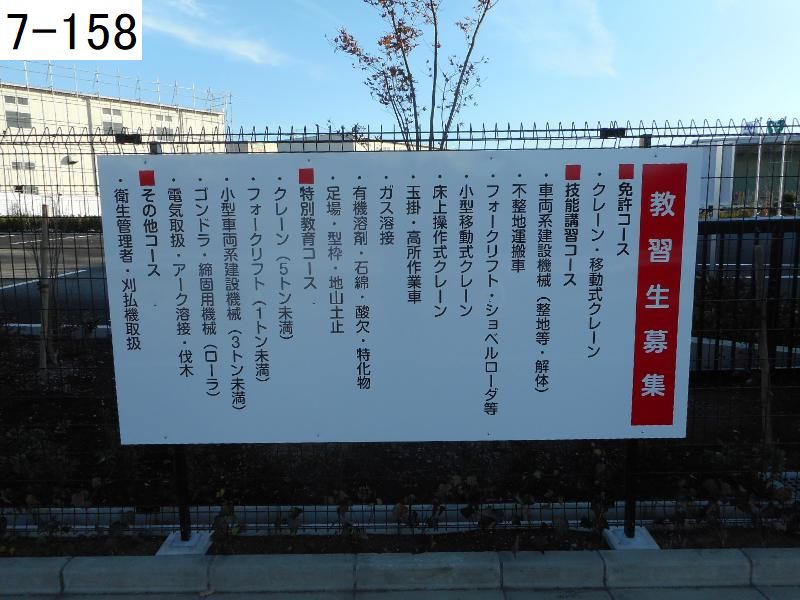 7-158
教習生募集
■免許コース
・クレーン・移動式クレーン
■技能講習コース
・車両系建設機械（整地等・解体）
・不整地運搬車
・フォークリフト・ショベルローダ等
・小型移動式クレーン
・床上操作式クレーン
・玉掛・高所作業車
・ガス溶接
・有機溶剤・石綿・酸欠・特化物
・足場・型枠・地山土止
■特別教育コース
・クレーン（5トン未満）
・フォークリフト（1トン未満）
・小型車両系建設機械（3トン未満）
・ゴンドラ・締固用機械（ローラ）
・電気取扱・アーク溶接・伐木
■その他コース
・衛生管理者・刈払機取扱